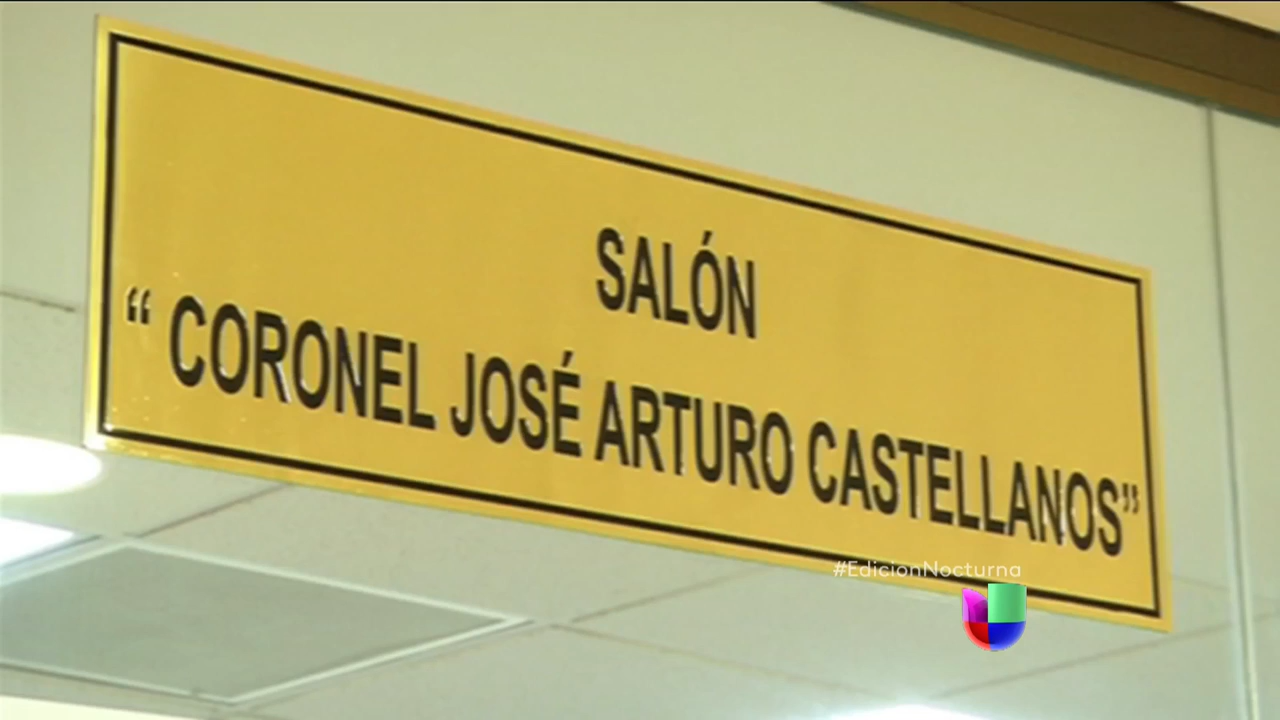 SALÓN
“ CORONEL JOSÉ ARTURO CASTELLANOS”
#EdicionNocturna